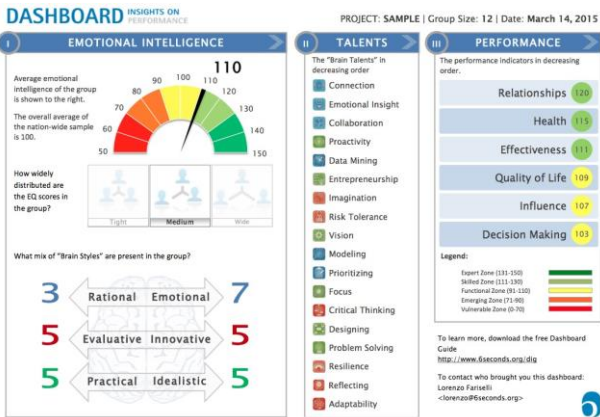 DASHBOARD INSIGHTS ON PERFORMANCE
PROJECT: SAMPLE | Group Size: 12 | Date: March 14, 2015
I EMOTIONAL INTELLIGENCE
Average emotional
intelligence of the group
is shown to the right.
The overall average of
the nation-wide sample
is 100.
110
50
60
70
80
90
100
110
120
130
140
150
How widely
distributed are
the EQ scores in
the group?
Tight Medium Wide
What mix of "Brain Styles" are present in the group?
3 Rational Emotional 7
5 Evaluative Innovative 5
5 Practical Idealistic 5
II TALENTS
The "Brain Talents" in
decreasing order
Connection
Emotional Insight
Collaboration
Proactivity
Data Mining
Entrepreneurship
Imagination
Risk Tolerance
Vision
Modeling
Prioritizing
Focus
Critical Thinking
Designing
Problem Solving
Resilience
Reflecting
Adaptability
III PERFORMANCE
The performance indicators in decreasing
order.
Relationships 120
Health 115
Effectiveness 111
Quality of Life 109
Influence 107
Decision Making 103
Legend:
Expert Zone (131-150)
Skilled Zone (111-130)
Functional Zone (91-110)
Emerging Zone (71-90)
Vulnerable Zone (0-70)
To learn more, download the free Dashboard
Guide
http://www.6seconds.org/dig
To contact who brought you this dashboard:
Lorenzo Fariselli
<lorenzo@6seconds.org>